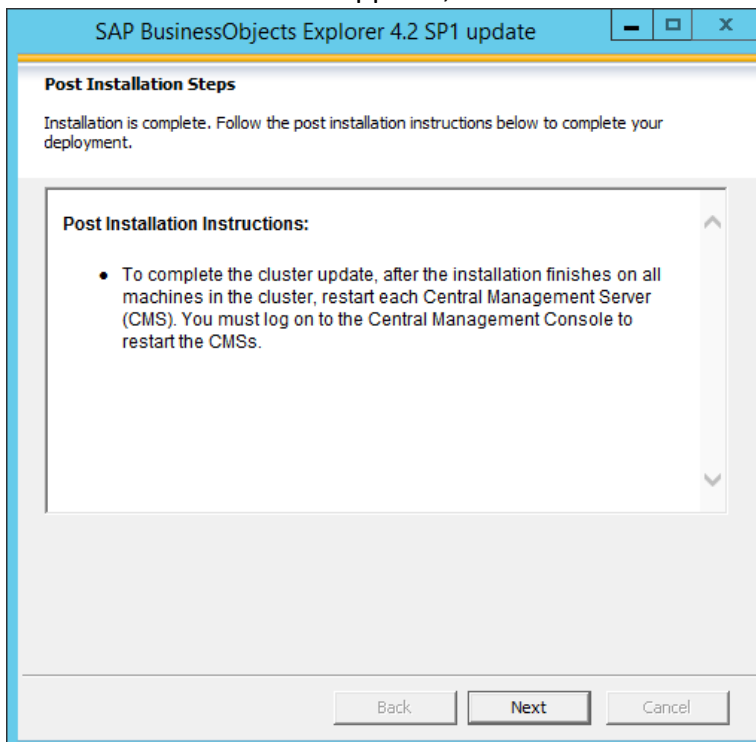 SAP BusinessObjects Explorer 4.2 SP1 update
Post Installation Steps
Installation is complete. Follow the post installation instructions below to complete your
deployment.
Post Installation Instructions:
• To complete the cluster update, after the installation finishes on all
machines in the cluster, restart each Central Management Server
(CMS). You must log on to the Central Management Console to
restart the CMSs.
Back Next Cancel